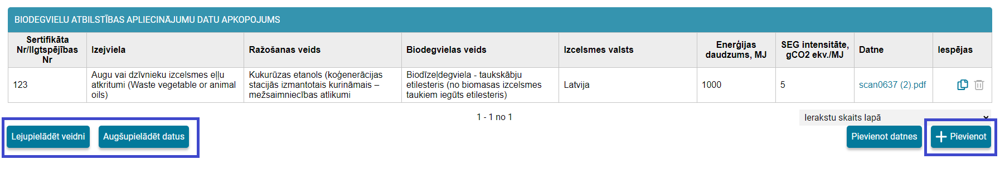 BIODEGVIELU ATBILSTĪBAS APLIECINĀJUMU DATU APKOPOJUMS
Sertifikāta Nr/Ilgtspējības Nr
Izejviela
Ražošanas veids
Biodegvielas veids
Izcelsmes valsts
Enerģijas daudzums, MJ
SEG intensitāte, gCO2 ekv./MJ
Datne
Iespējas
123
Augu vai dzīvnieku izcelsmes eļļu
atkritumi (Waste vegetable or animal
oils)
Kukurūzas etanols (koģenerācijas
stacijās izmantotais kurināmais –
mežsaimniecības atlikumi
Biodīzeļdegviela - taukskābju
etilesteris (no biomasas izcelsmes
taukiem iegūts etilesteris)
Latvija
1000
5
scan0637 (2).pdf
1 - 1 no 1
Ierakstu skaits lapā
Lejupielādēt veidni
Augšupielādēt datus
Pievienot datnes
+ Pievienot